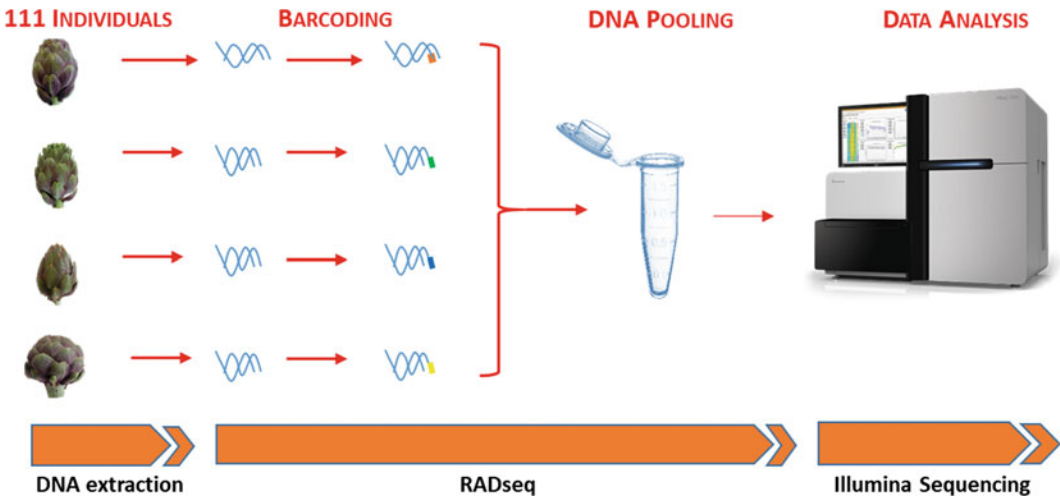 111 INDIVIDUALS
BARCODING
DNA POOLING
DATA ANALYSIS
DNA extraction
RADseq
Illumina Sequencing